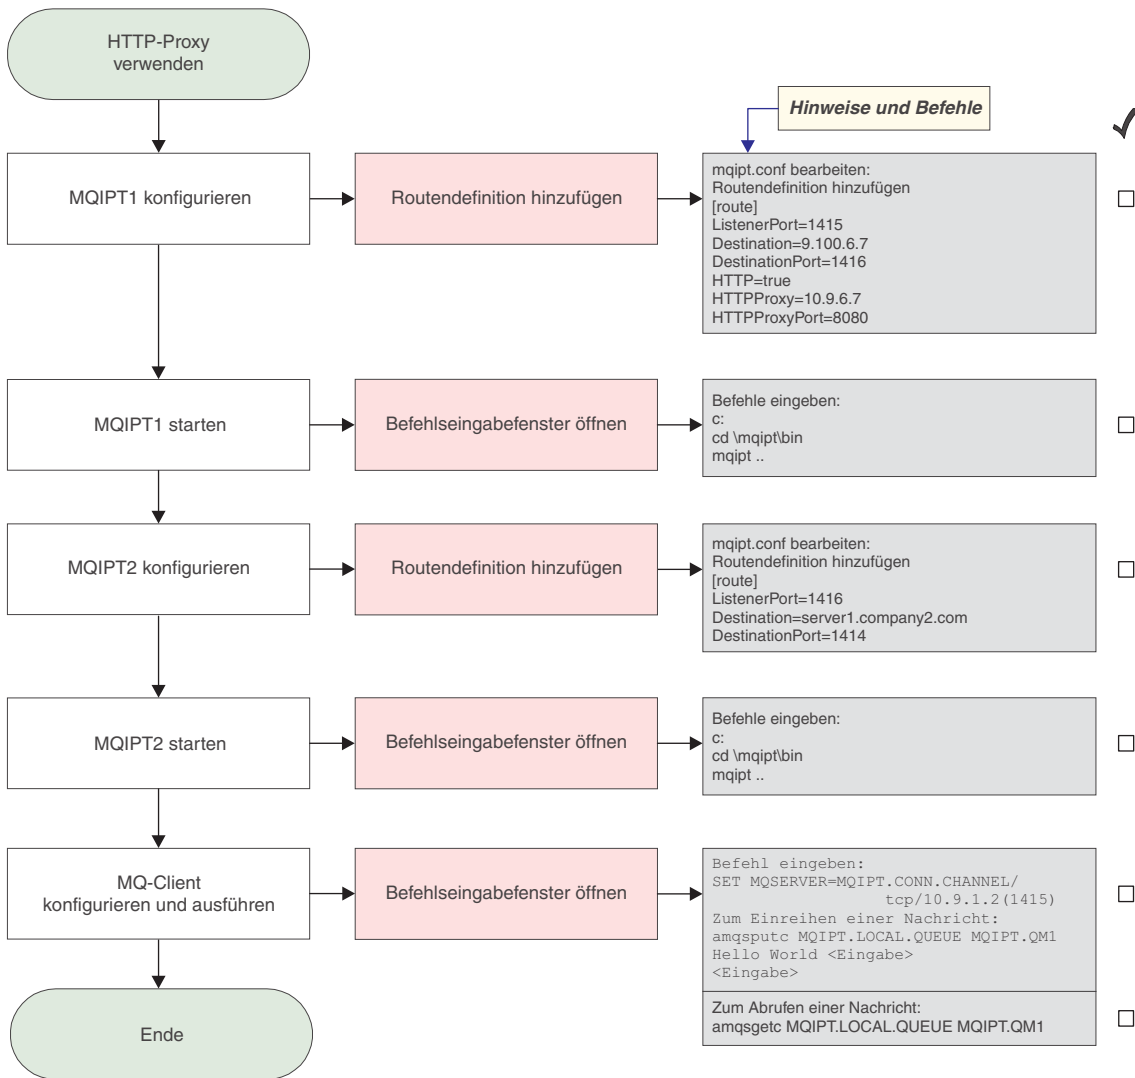 HTTP-Proxy
verwenden
Hinweise und Befehle
MQIPT1 konfigurieren
Routendefinition hinzufügen
mqipt.conf bearbeiten:
Routendefinition hinzufügen
[route]
ListenerPort=1415
Destination=9.100.6.7
DestinationPort=1416
HTTP=true
HTTPProxy=10.9.6.7
HTTPProxyPort=8080
MQIPT1 starten
Befehlseingabefenster öffnen
Befehle eingeben:
c:
cd \mqipt\bin
mqipt ..
MQIPT2 konfigurieren
Routendefinition hinzufügen
mqipt.conf bearbeiten:
Routendefinition hinzufügen
[route]
ListenerPort=1416
Destination=server1.company2.com
DestinationPort=1414
MQIPT2 starten
Befehlseingabefenster öffnen
Befehle eingeben:
c:
cd \mqipt\bin
mqipt ..
MQ-Client
konfigurieren und ausführen
Befehlseingabefenster öffnen
Befehl eingeben:
SET MQSERVER=MQIPT.CONN.CHANNEL/
tcp/10.9.1.2(1415)
Zum Einreihen einer Nachricht:
amqsputc MQIPT.LOCAL.QUEUE MQIPT.QM1
Hello World <Eingabe>
<Eingabe>
Zum Abrufen einer Nachricht:
amqsgetc MQIPT.LOCAL.QUEUE MQIPT.QM1
Ende